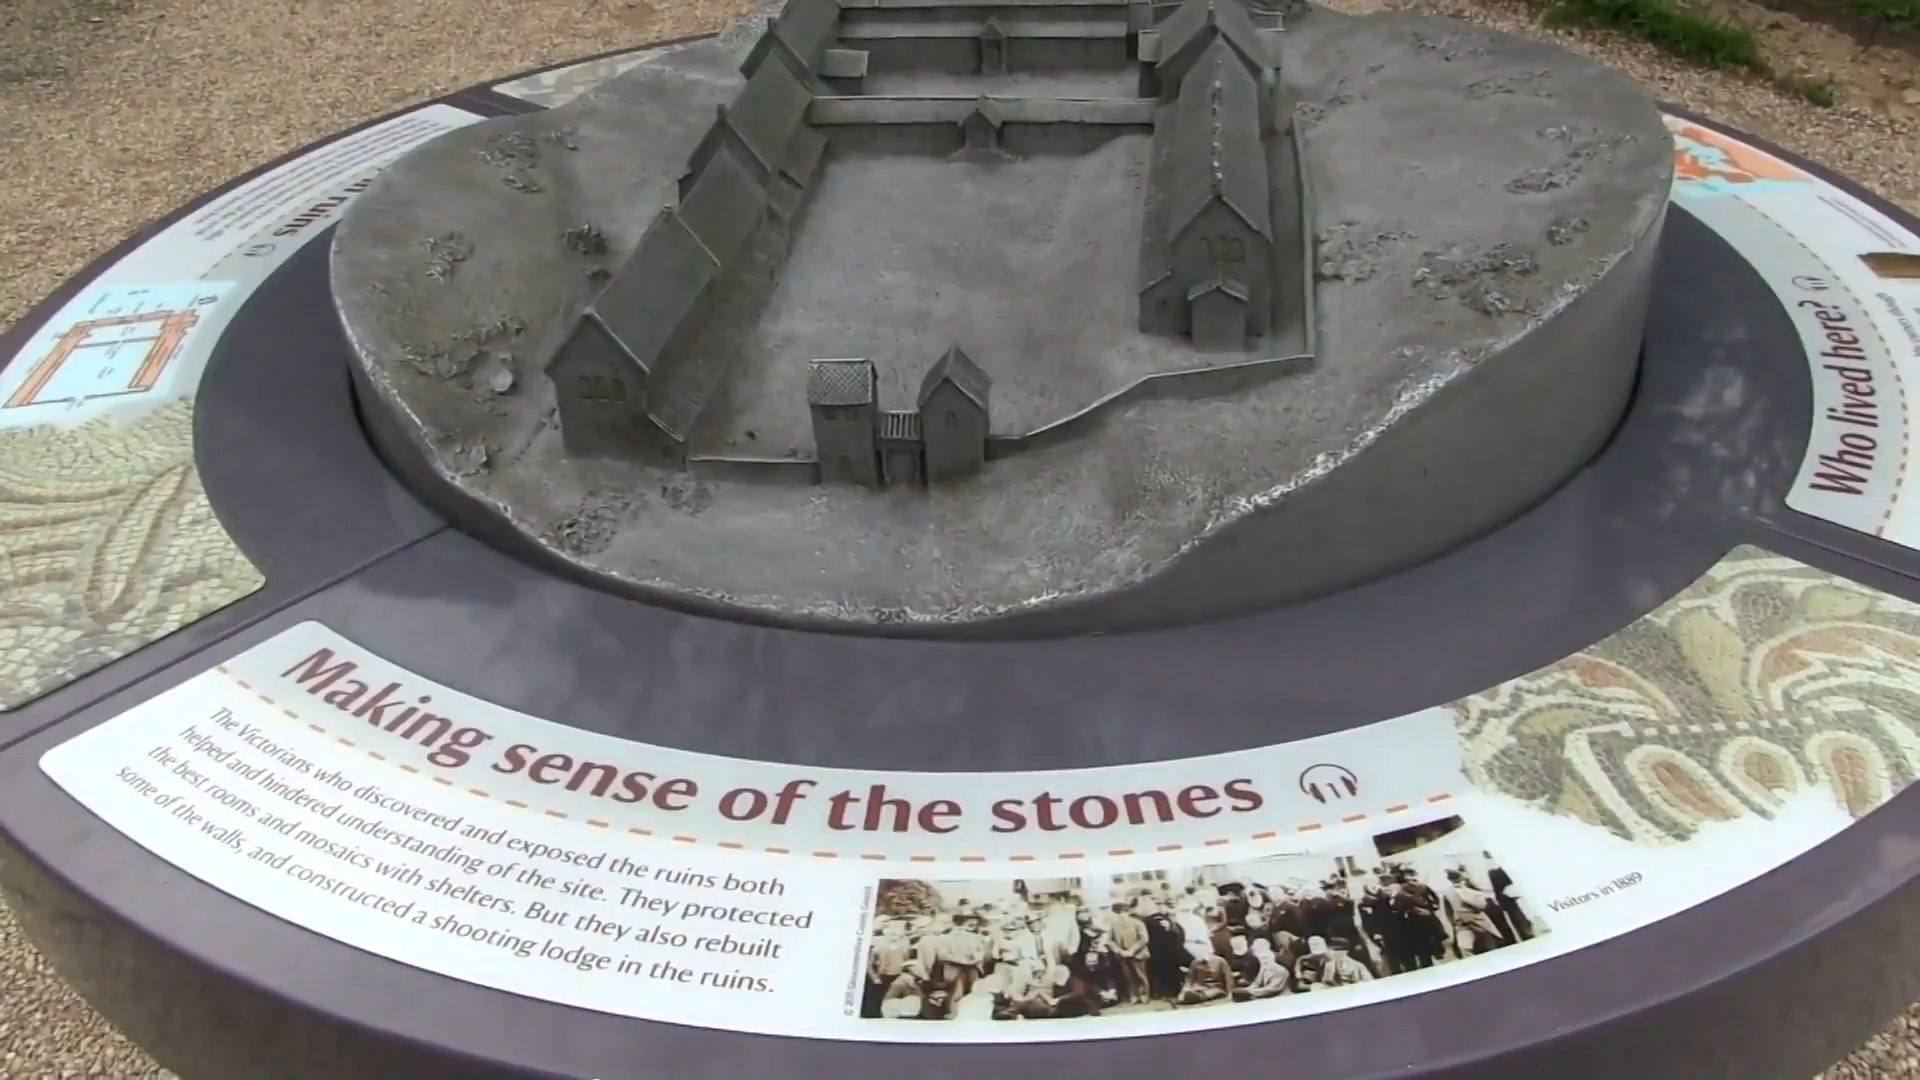 Making sense of the stones
11
The Victorians who discovered and exposed the ruins both
helped and hindered understanding of the site. They protected
the best rooms and mosaics with shelters. But they also rebuilt
some of the walls, and constructed a shooting lodge in the ruins.
Visitors in 1889
Who lived here?
in ruins